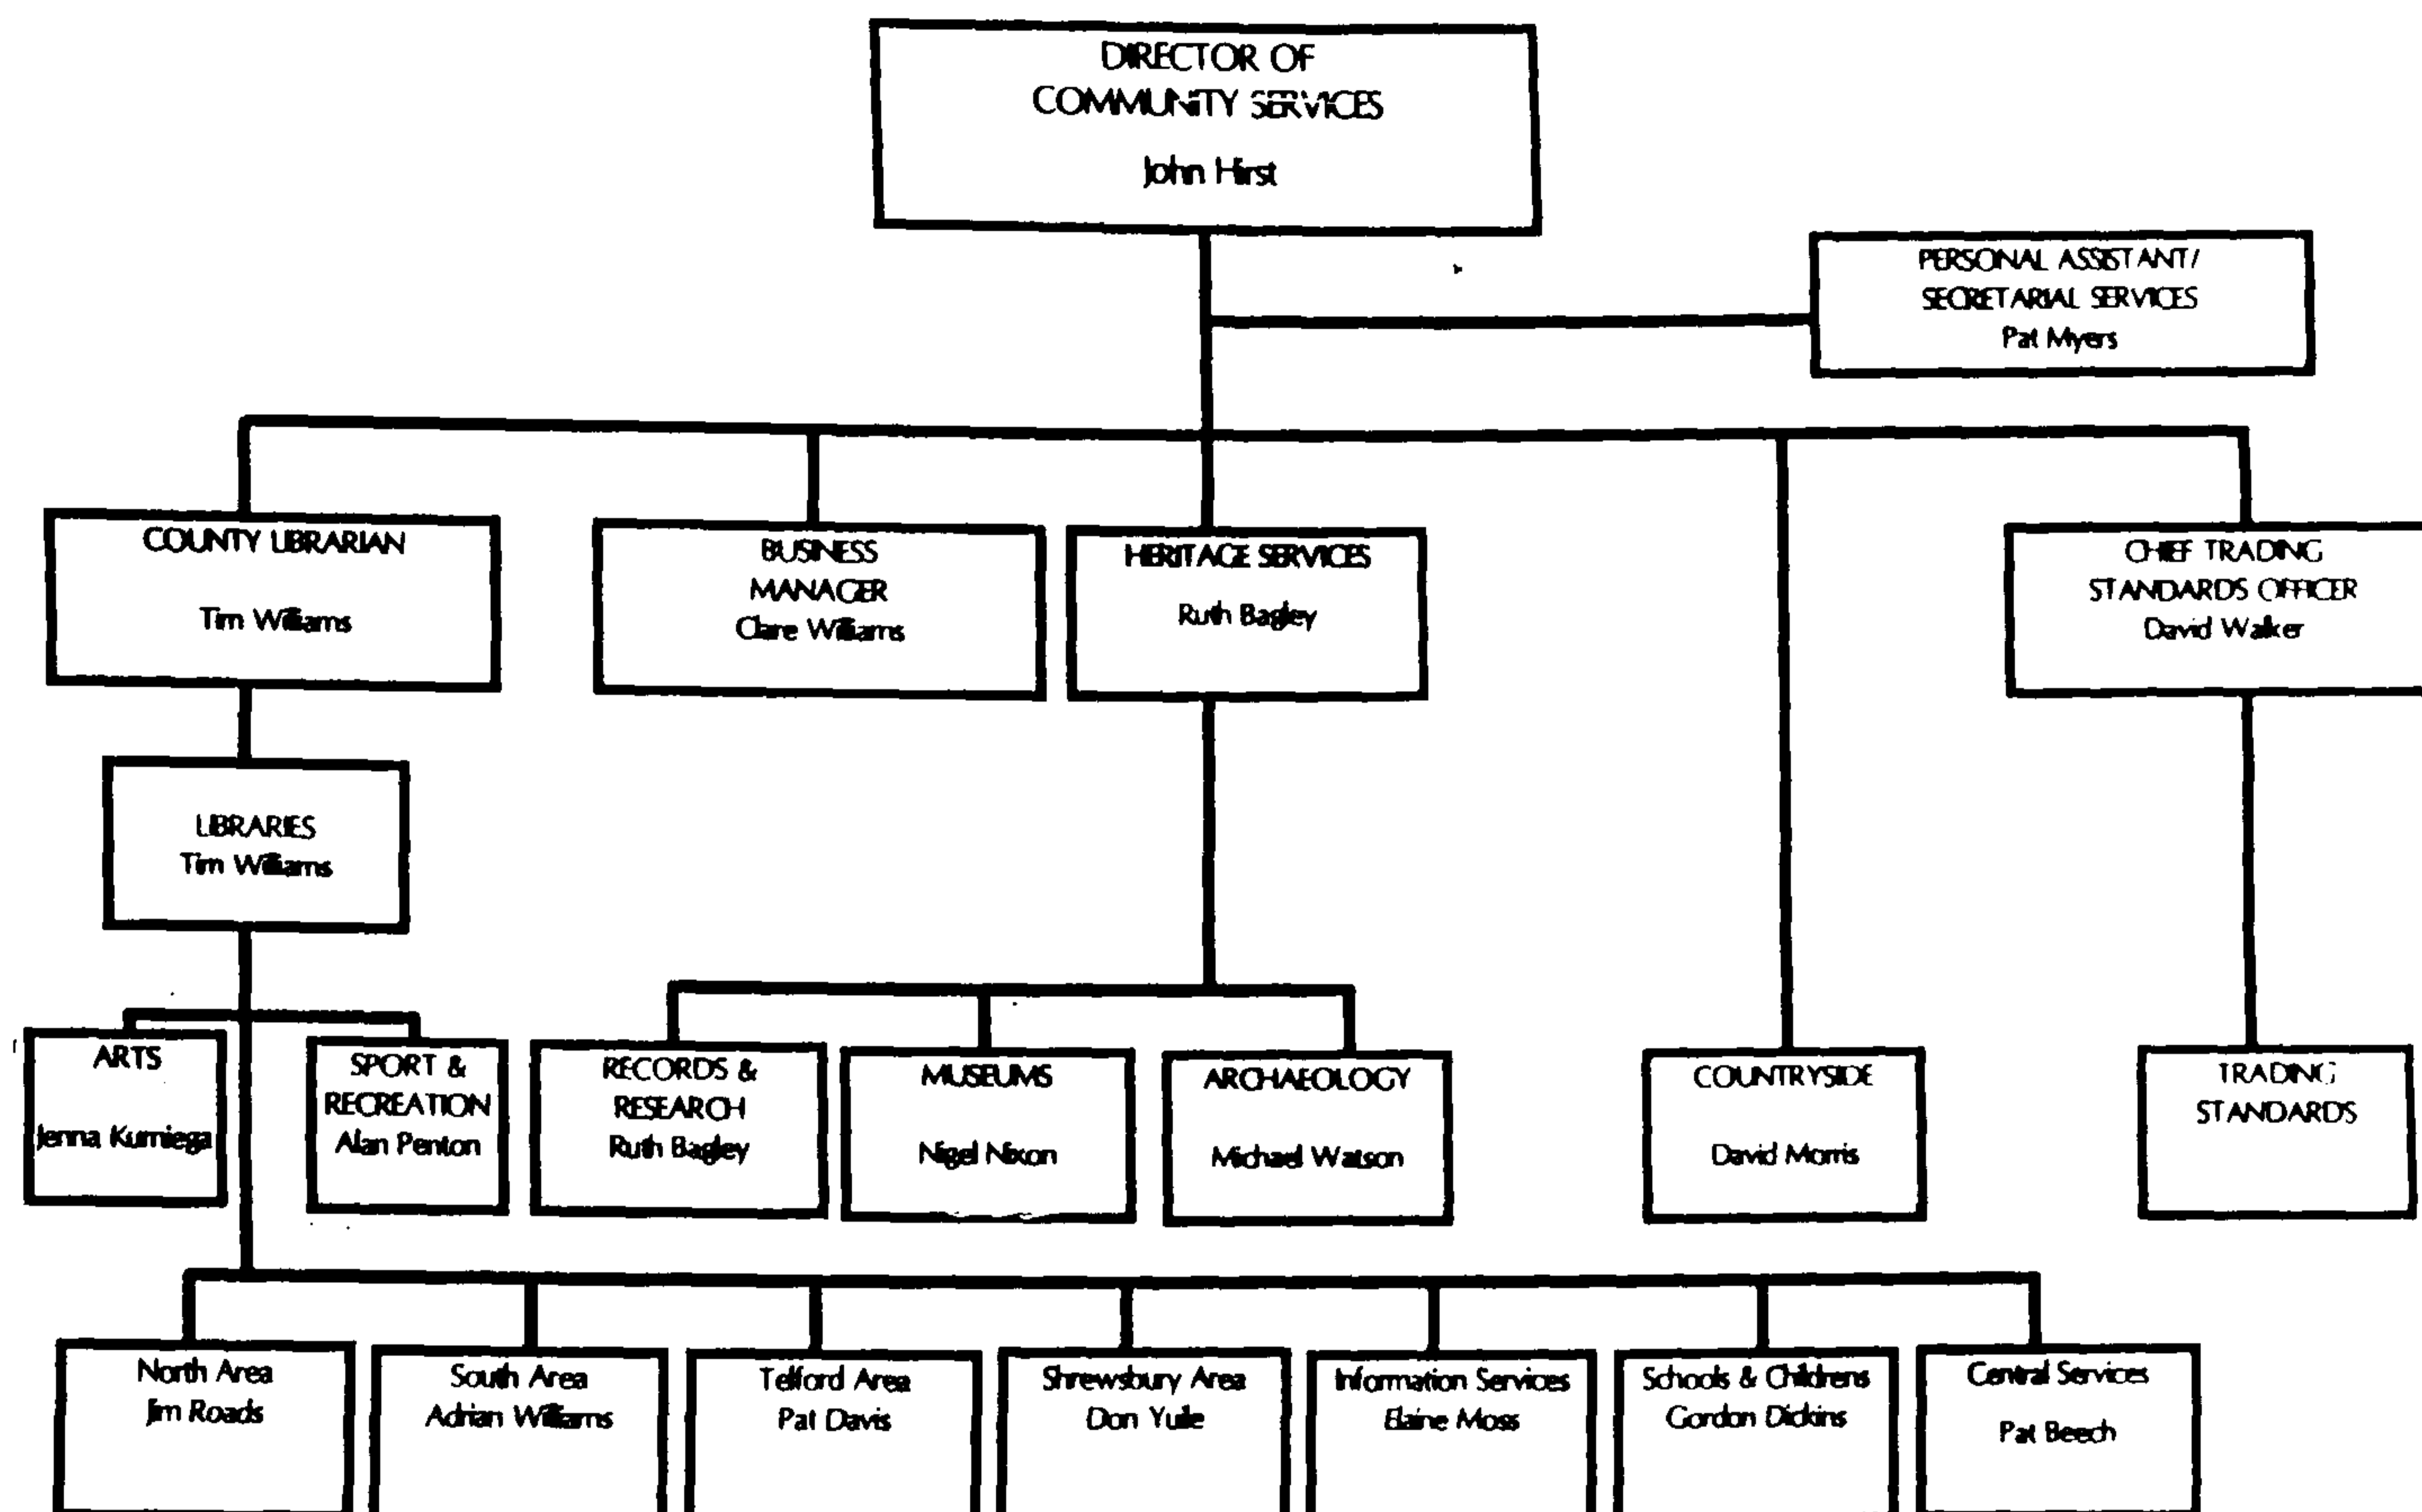 DIRECTOR OF
COMMUNITY SERVICES
John Hirst
PERSONAL ASSISTANT/
SECRETARIAL SERVICES
Pat Myers
COUNTY LIBRARIAN
Tim Williams
BUSINESS
MANAGER
Clare Williams
HERITAGE SERVICES
Ruth Bagley
CHIEF TRADING
STANDARDS OFFICER
David Walker
LIBRARIES
Tim Williams
ARTS
Jenna Kumiega
SPORT &
RECREATION
Alan Penton
RECORDS &
RESEARCH
Ruth Bagley
MUSEUMS
Nigel Nixon
ARCHAEOLOGY
Michael Watson
COUNTRYSIDE
David Morris
TRADING
STANDARDS
North Area
Jim Roads
South Area
Adrian Williams
Telford Area
Pat Davis
Shrewsbury Area
Don Yuile
Information Services
Elaine Moss
Schools & Childrens
Gordon Dickins
Central Services
Pat Beech